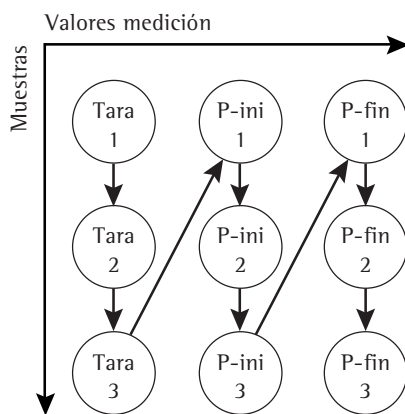 Valores medición
Muestras
Tara
1
P-ini
1
P-fin
1
Tara
2
P-ini
2
P-fin
2
Tara
3
P-ini
3
P-fin
3